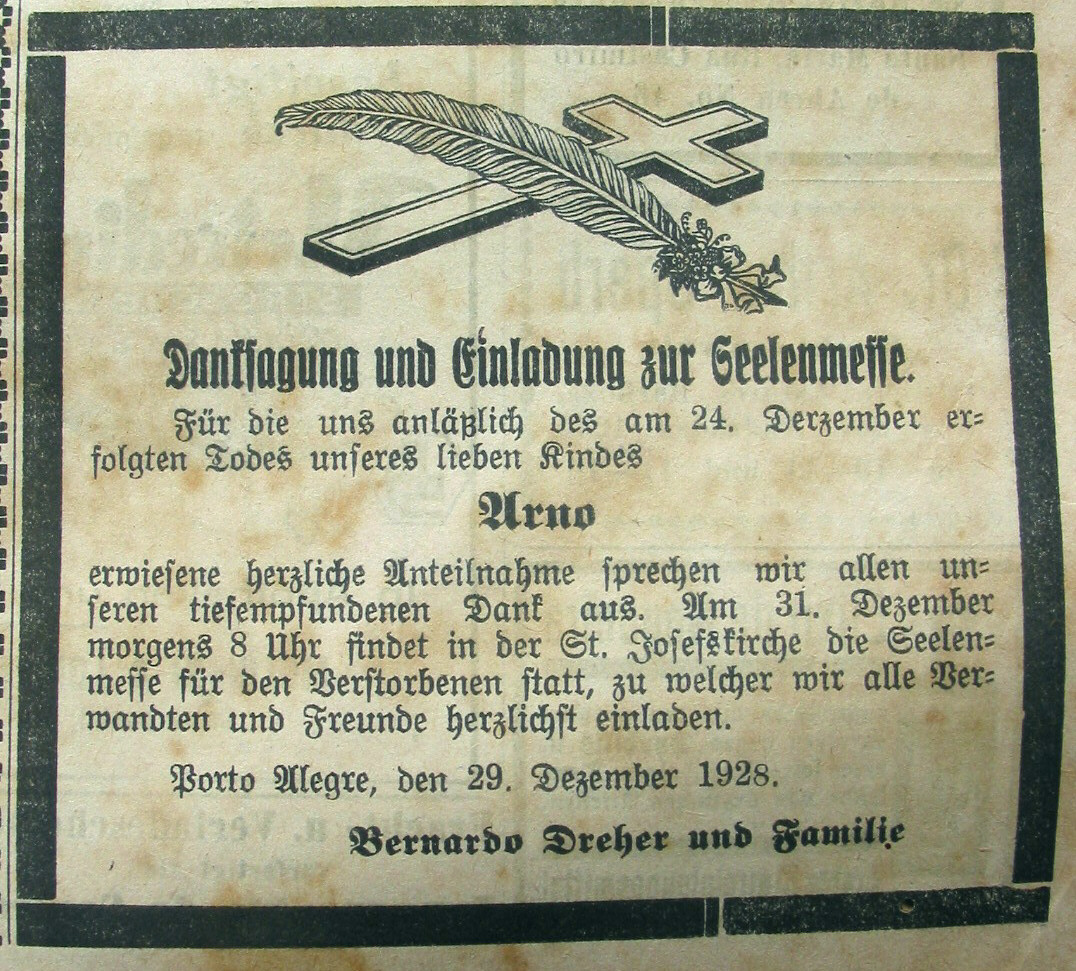 Danksagung und Einladung zur Seelenmesse.
Für die uns anläßlich des am 24. Derzember er=
folgten Todes unseres lieben Kindes
Arno
erwiesene herzliche Anteilnahme sprechen wir allen un=
seren tiefempfundenen Dank aus. Am 31. Dezember
morgens 8 Uhr findet in der St. Josefskirche die Seelen=
messe für den Verstorbenen statt, zu welcher wir alle Ver=
wandten und Freunde herzlichst einladen.
Porto Alegre, den 29. Dezember 1928.
Bernardo Dreher und Familie